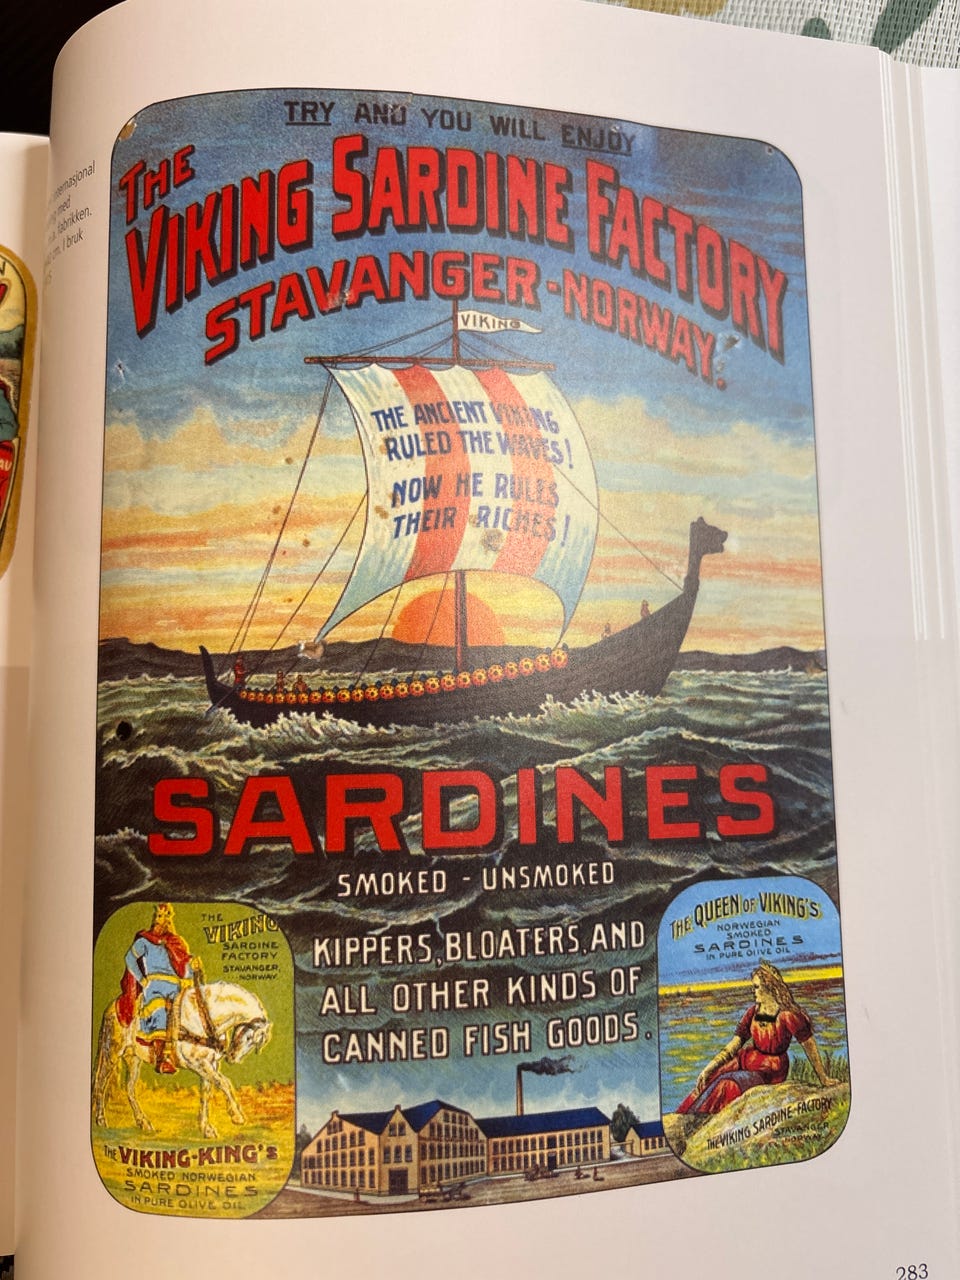 TRY AND YOU WILL ENJOY
THE
VIKING SARDINE FACTORY
STAVANGER-NORWAY.
VIKING
THE ANCIENT VIKING
RULED THE WAVES!
NOW HE RULES
THEIR RICHES!
SARDINES
SMOKED - UNSMOKED
KIPPERS, BLOATERS, AND
ALL OTHER KINDS OF
CANNED FISH GOODS.
THE
VIKING
SARDINE
FACTORY
STAVANGER,
NORWAY.
THE VIKING-KING's
SMOKED NORWEGIAN
SARDINES
IN PURE OLIVE OIL.
THE QUEEN OF VIKING'S
NORWEGIAN
SMOKED
SARDINES
IN PURE OLIVE OIL
THE VIKING SARDINE-FACTORY
STAVANGER
NORWAY.
med
fabrikken.
I bruk
283